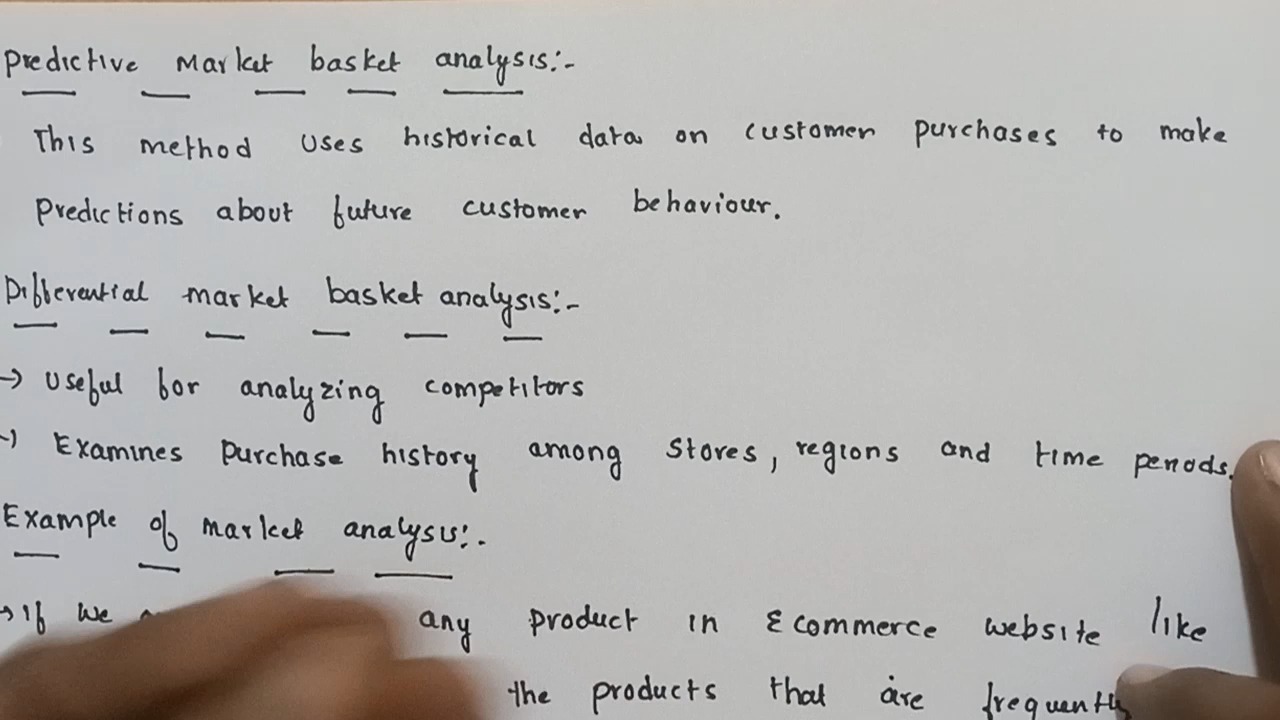 Predictive Market basket analysis:-
This method uses historical data on customer purchases to make
predictions about future customer behaviour.
Differential market basket analysis:-
→ Useful for analyzing competitors
→ Examines purchase history among stores, regions and time periods.
Example of market analysis:-
→ If we any product in Ecommerce website like
the products that are frequently